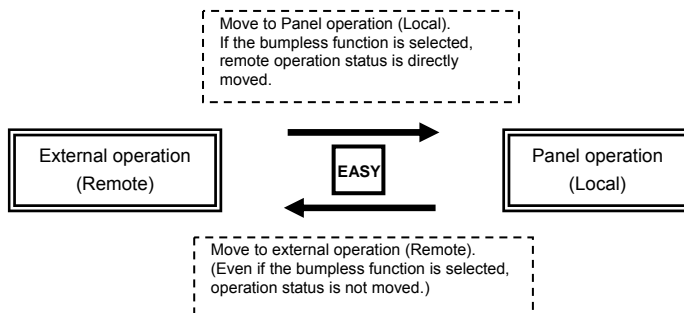 Move to Panel operation (Local).
If the bumpless function is selected,
remote operation status is directly
moved.
External operation
(Remote)
EASY
Panel operation
(Local)
Move to external operation (Remote).
(Even if the bumpless function is selected,
operation status is not moved.)